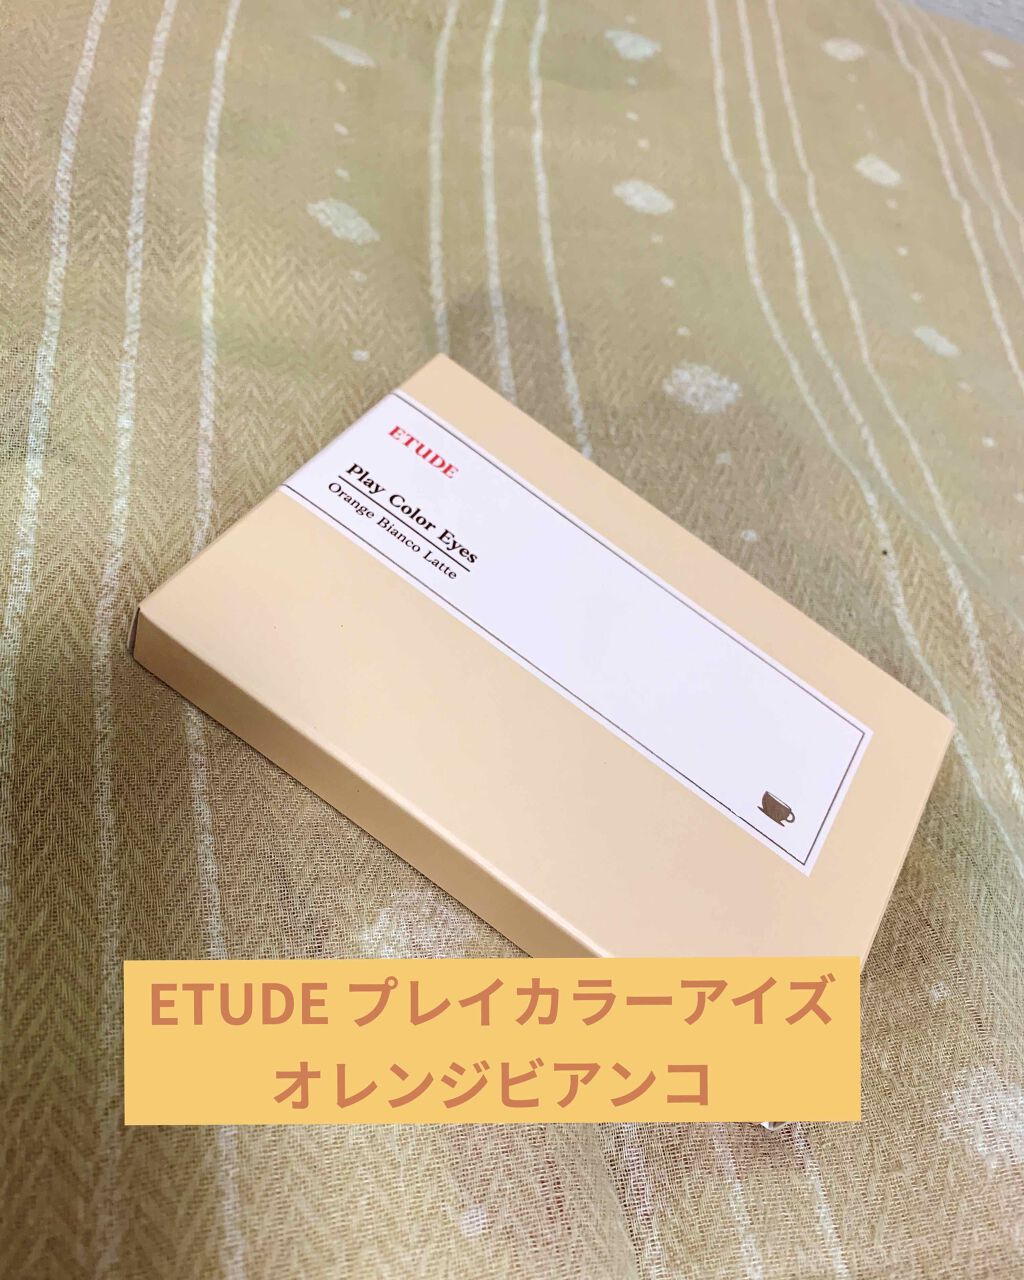 ETUDE
Play Color Eyes
Orange Bianco Latte
ETUDE プレイカラーアイズ
オレンジビアンコ